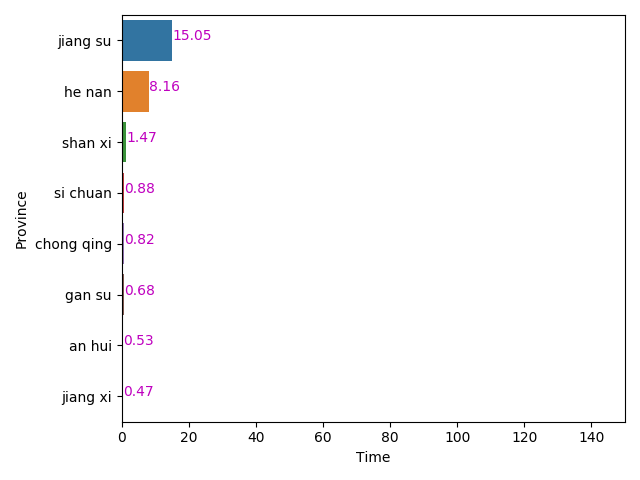 jiang su 15.05
he nan 8.16
shan xi 1.47
si chuan 0.88
chong qing 0.82
gan su 0.68
an hui 0.53
jiang xi 0.47
Province
0 20 40 60 80 100 120 140
Time